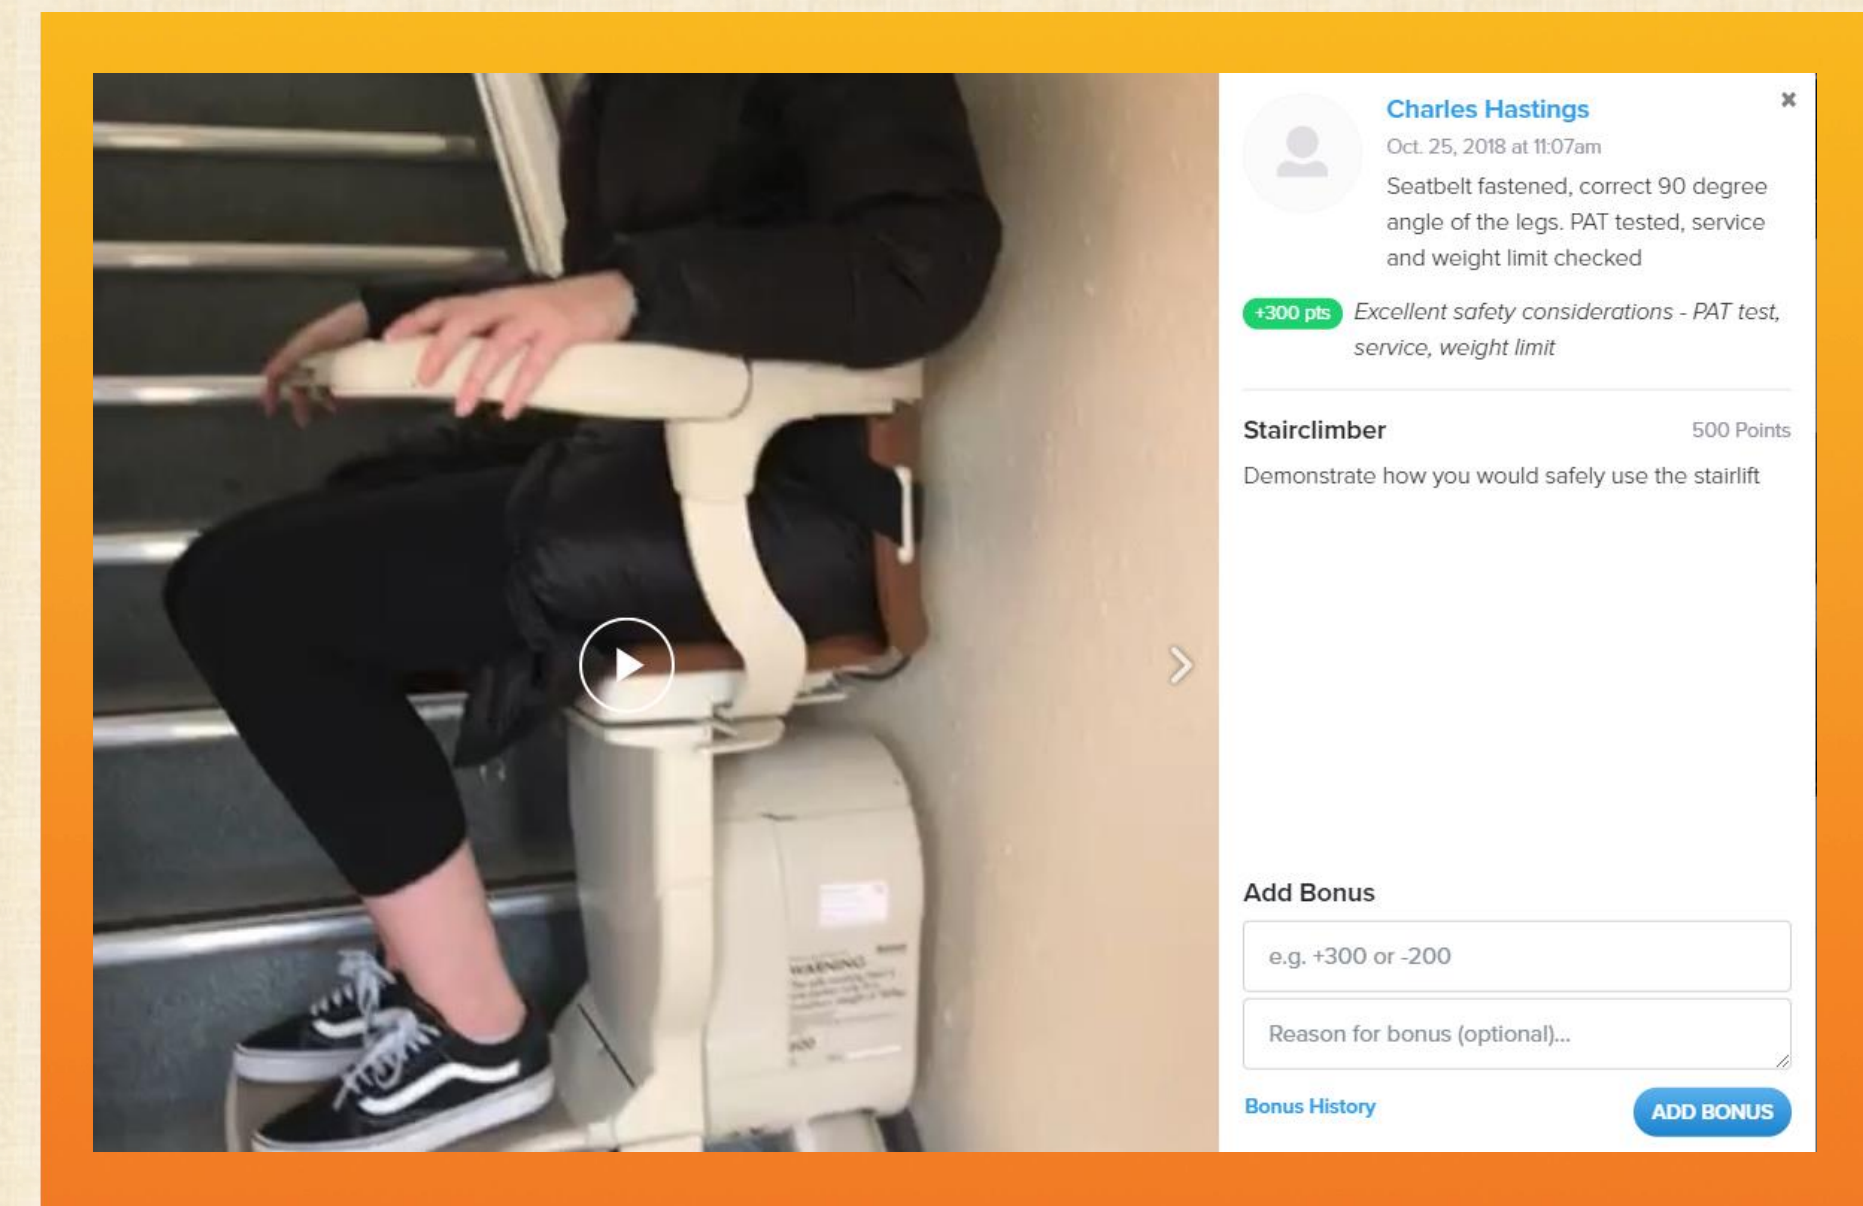 Charles Hastings
Oct. 25, 2018 at 11:07am
Seatbelt fastened, correct 90 degree
angle of the legs. PAT tested, service
and weight limit checked
+300 pts
Excellent safety considerations - PAT test,
service, weight limit
Stairclimber
500 Points
Demonstrate how you would safely use the stairlift
Add Bonus
e.g. +300 or -200
Reason for bonus (optional)...
Bonus History
ADD BONUS
WARNING